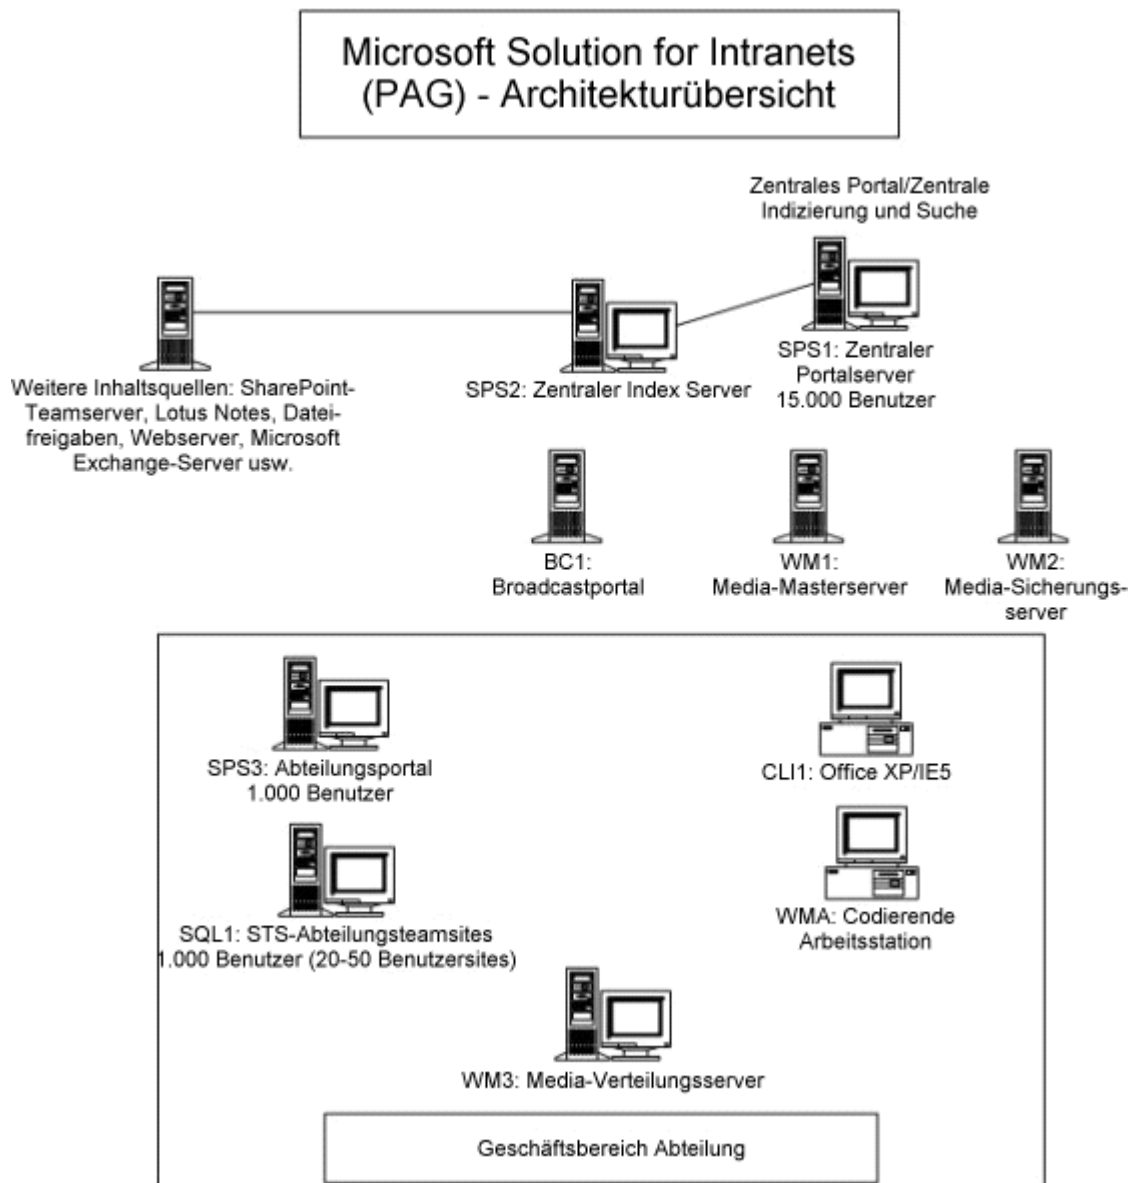 Microsoft Solution for Intranets
(PAG) - Architekturübersicht
Zentrales Portal/Zentrale
Indizierung und Suche
Weitere Inhaltsquellen: SharePoint-
Teamserver, Lotus Notes, Datei-
freigaben, Webserver, Microsoft
Exchange-Server usw.
SPS2: Zentraler Index Server
SPS1: Zentraler
Portalserver
15.000 Benutzer
BC1:
Broadcastportal
WM1:
Media-Masterserver
WM2:
Media-Sicherungs-
server
SPS3: Abteilungsportal
1.000 Benutzer
CLI1: Office XP/IE5
SQL1: STS-Abteilungsteamsites
1.000 Benutzer (20-50 Benutzersites)
WMA: Codierende
Arbeitsstation
WM3: Media-Verteilungsserver
Geschäftsbereich Abteilung